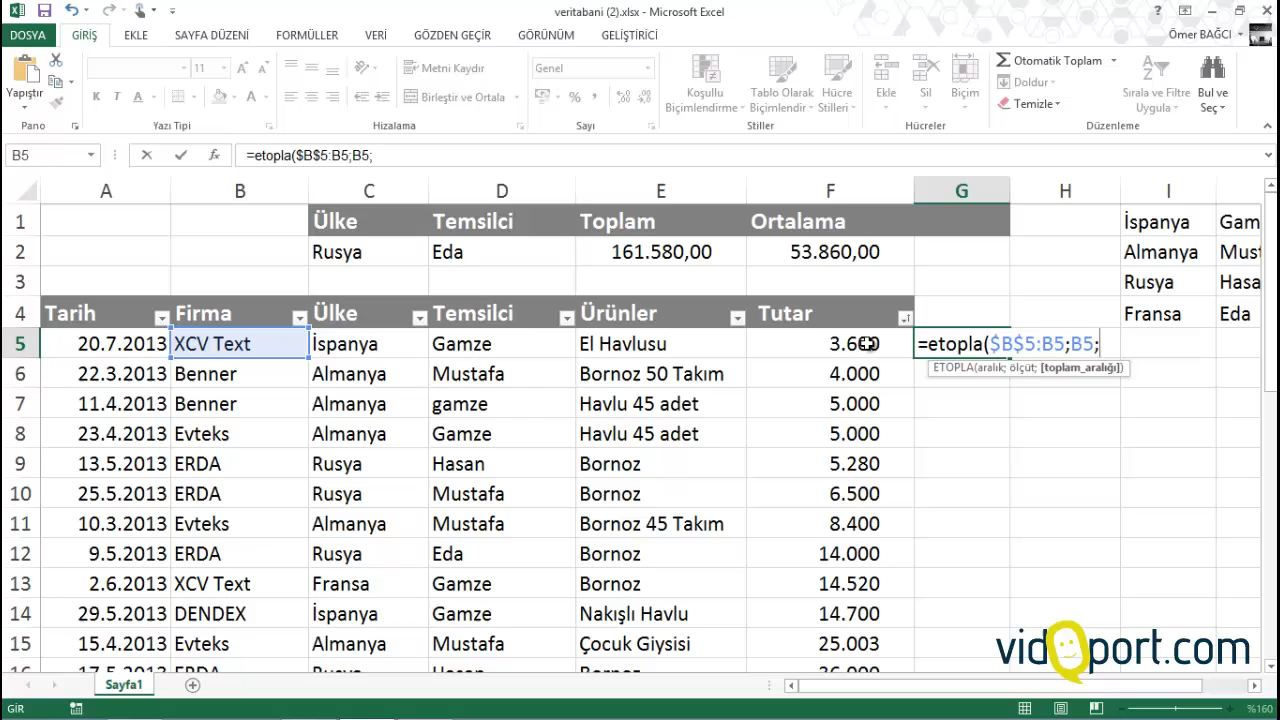 veritabani (2).xlsx - Microsoft Excel
DOSYA GİRİŞ EKLE SAYFA DÜZENİ FORMÜLLER VERİ GÖZDEN GEÇİR GÖRÜNÜM GELİŞTİRİCİ Ömer BAĞCI
Yapıştır
Pano
11
K T A
Yazı Tipi
Metni Kaydır
Birleştir ve Ortala
Hizalama
Genel
%
Sayı
Koşullu Biçimlendirme
Tablo Olarak Biçimlendir
Hücre Stilleri
Stiller
Ekle
Sil
Biçim
Hücreler
Otomatik Toplam
Doldur
Temizle
Sırala ve Filtre Uygula
Bul ve Seç
Düzenleme
B5 fx =etopla($B$5:B5;B5;
A B C D E F G H I
1 Ülke Temsilci Toplam Ortalama İspanya Gam
2 Rusya Eda 161.580,00 53.860,00 Almanya Must
3 Rusya Hasa
4 Tarih Firma Ülke Temsilci Ürünler Tutar Fransa Eda
5 20.7.2013 XCV Text İspanya Gamze El Havlusu 3.600 =etopla($B$5:B5;B5;
ETOPLA(aralık; ölçüt; [toplam_aralığı])
6 22.3.2013 Benner Almanya Mustafa Bornoz 50 Takım 4.000
7 11.4.2013 Benner Almanya gamze Havlu 45 adet 5.000
8 23.4.2013 Evteks Almanya Gamze Havlu 45 adet 5.000
9 13.5.2013 ERDA Rusya Hasan Bornoz 5.280
10 25.5.2013 ERDA Rusya Mustafa Bornoz 6.500
11 10.3.2013 Evteks Almanya Mustafa Bornoz 45 Takım 8.400
12 9.5.2013 ERDA Rusya Eda Bornoz 14.000
13 2.6.2013 XCV Text Fransa Gamze Bornoz 14.520
14 29.5.2013 DENDEX İspanya Gamze Nakışlı Havlu 14.700
15 15.4.2013 Evteks Almanya Mustafa Çocuk Giysisi 25.003
vidoport.com
Sayfa1
GİR %160